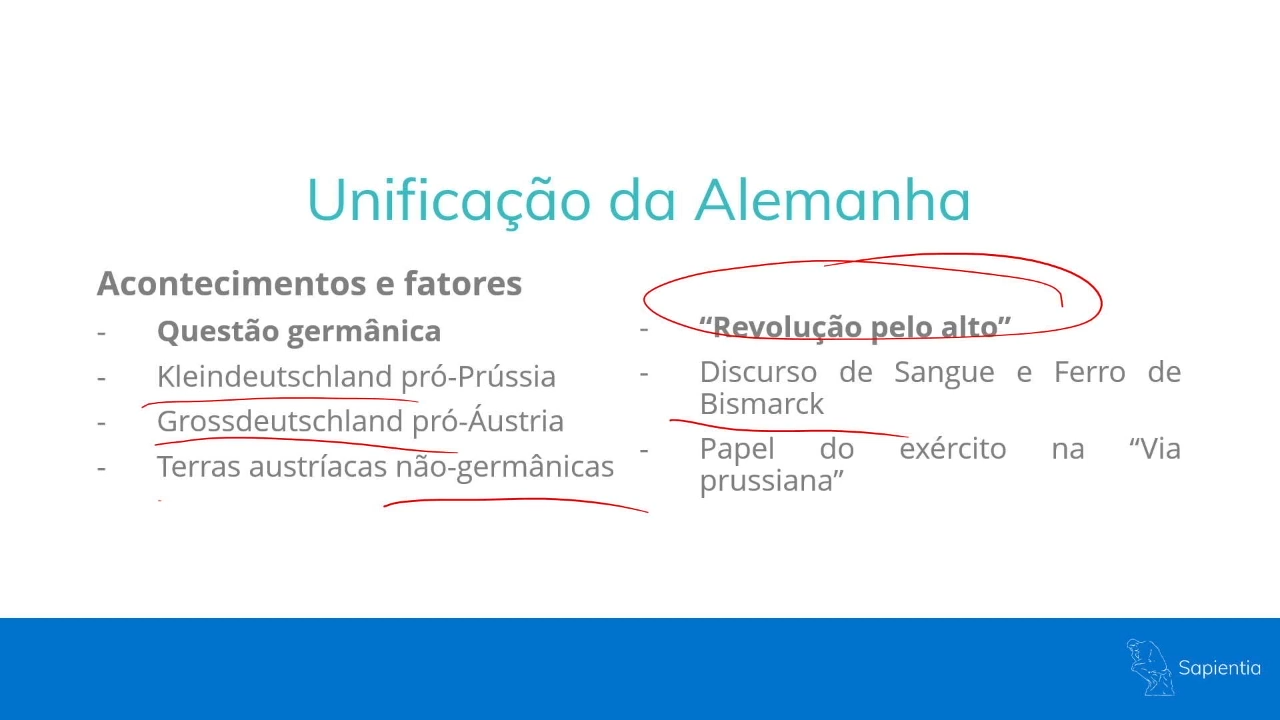 Unificação da Alemanha
Acontecimentos e fatores
- Questão germânica
- Kleindeutschland pró-Prússia
- Grossdeutschland pró-Áustria
- Terras austríacas não-germânicas
- “Revolução pelo alto”
- Discurso de Sangue e Ferro de
Bismarck
- Papel do exército na “Via
prussiana”
Sapientia